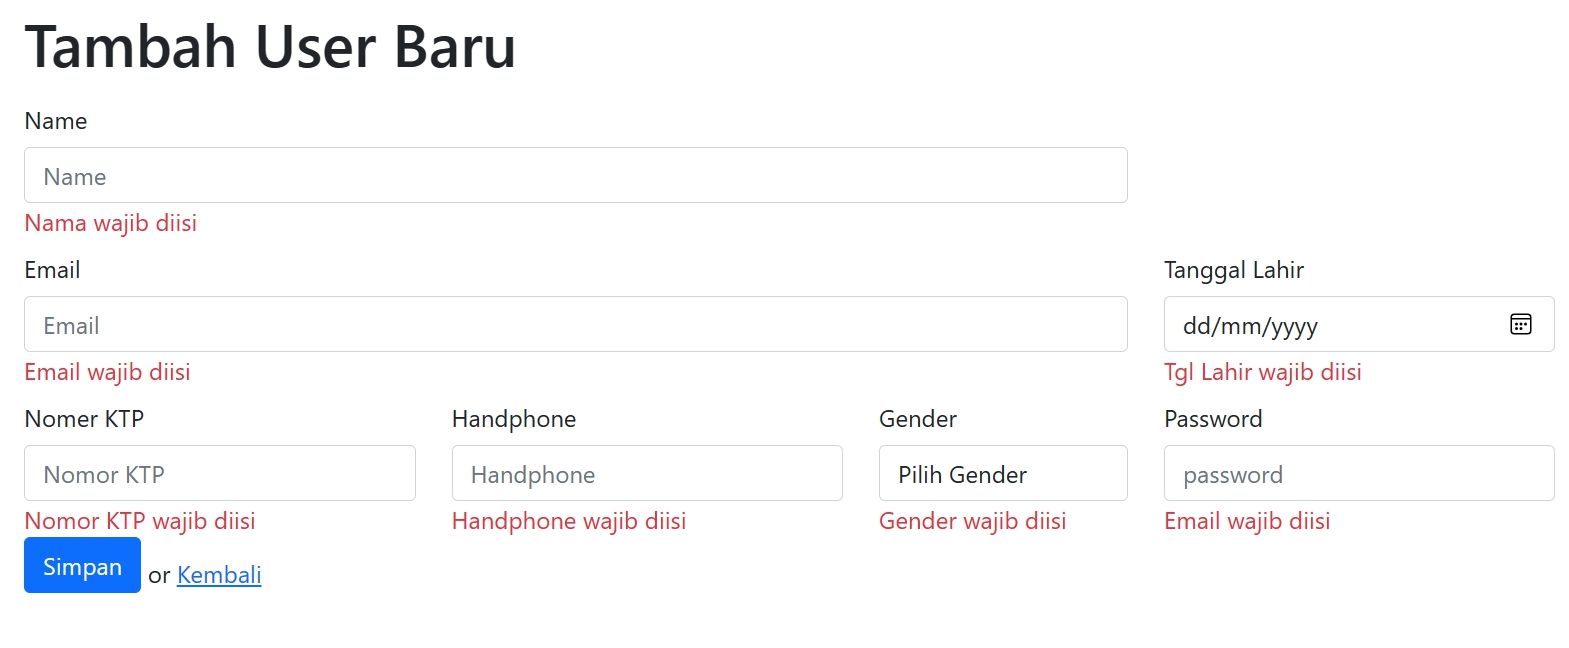 Tambah User Baru
Name
Name
Nama wajib diisi
Email
Email
Email wajib diisi
Tanggal Lahir
dd/mm/yyyy
Tgl Lahir wajib diisi
Nomer KTP
Nomor KTP
Nomor KTP wajib diisi
Handphone
Handphone
Handphone wajib diisi
Gender
Pilih Gender
Gender wajib diisi
Password
password
Email wajib diisi
Simpan or Kembali